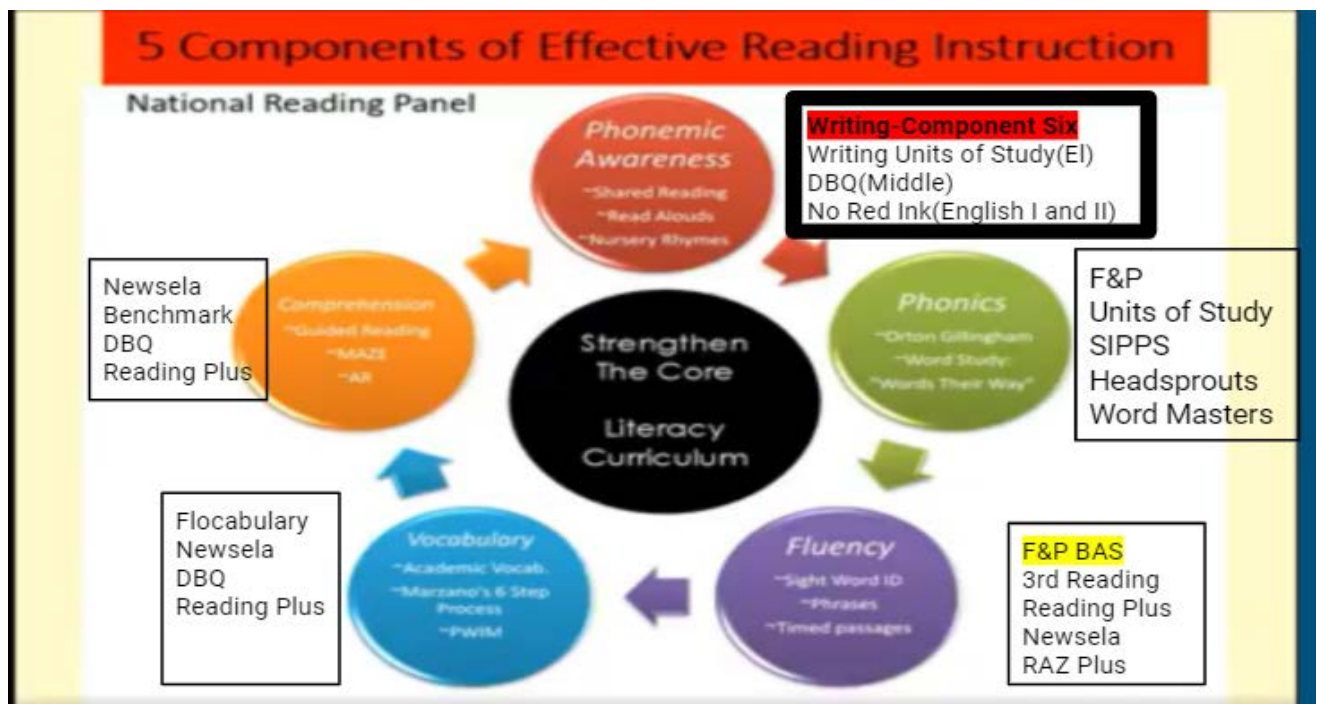 5 Components of Effective Reading Instruction
National Reading Panel
Phonemic
Awareness
~Shared Reading
~Read Alouds
~Nursery Rhymes
Writing-Component Six
Writing Units of Study(El)
DBQ(Middle)
No Red Ink(English I and II)
Phonics
~Orton Gillingham
~Word Study:
"Words Their Way"
F&P
Units of Study
SIPPS
Headsprouts
Word Masters
Fluency
~Sight Word ID
~Phrases
~Timed passages
F&P BAS
3rd Reading
Reading Plus
Newsela
RAZ Plus
Vocabulary
~Academic Vocab.
~Marzano's 6 Step
Process
~PWIM
Flocabulary
Newsela
DBQ
Reading Plus
Comprehension
~Guided Reading
~MAZE
~AR
Newsela
Benchmark
DBQ
Reading Plus
Strengthen
The Core
Literacy
Curriculum